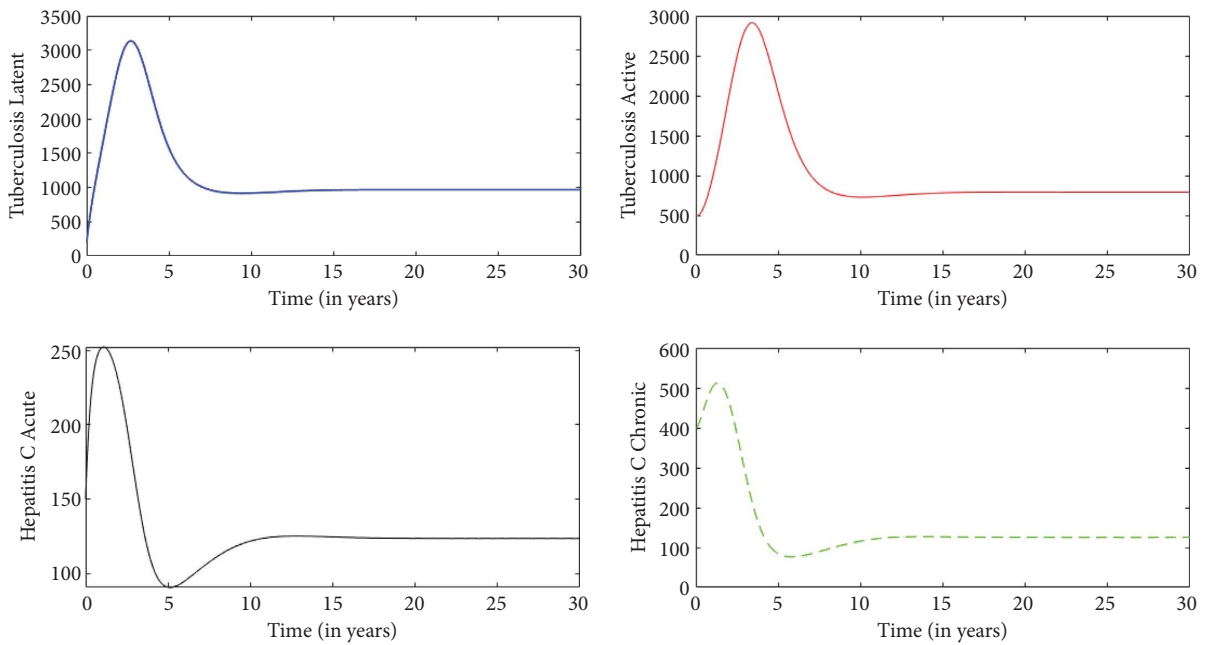 Tuberculosis Latent
3500
3000
2500
2000
1500
1000
500
0
0 5 10 15 20 25 30
Time (in years)
Tuberculosis Active
3000
2500
2000
1500
1000
500
0
0 5 10 15 20 25 30
Time (in years)
Hepatitis C Acute
250
200
150
100
0 5 10 15 20 25 30
Time (in years)
Hepatitis C Chronic
600
500
400
300
200
100
0
0 5 10 15 20 25 30
Time (in years)